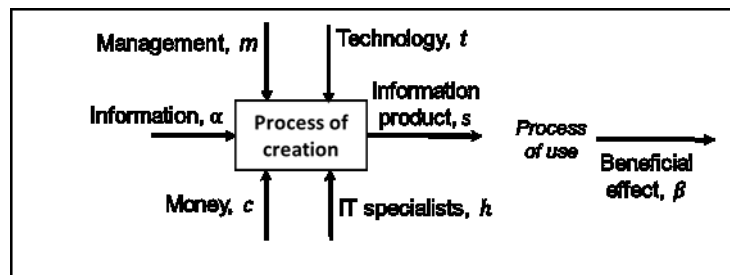 Management, m
Technology, t
Information, α
Process of
creation
Information
product, s
Process
of use
Beneficial
effect, β
Money, c
IT specialists, h